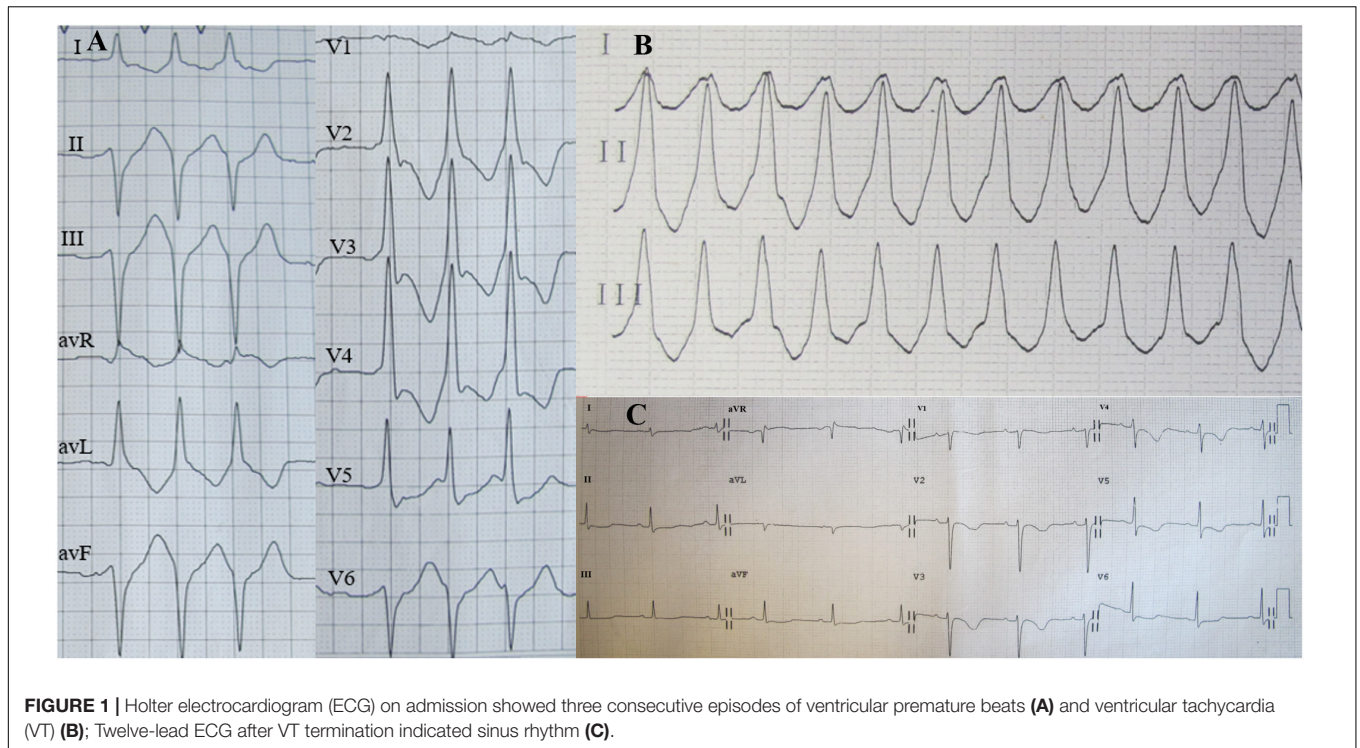 A
I
II
III
avR
avL
avF
V1
V2
V3
V4
V5
V6
B
I
II
III
C
I
aVR
V1
V4
II
aVL
V2
V5
III
aVF
V3
V6
FIGURE 1 | Holter electrocardiogram (ECG) on admission showed three consecutive episodes of ventricular premature beats (A) and ventricular tachycardia
(VT) (B); Twelve-lead ECG after VT termination indicated sinus rhythm (C).